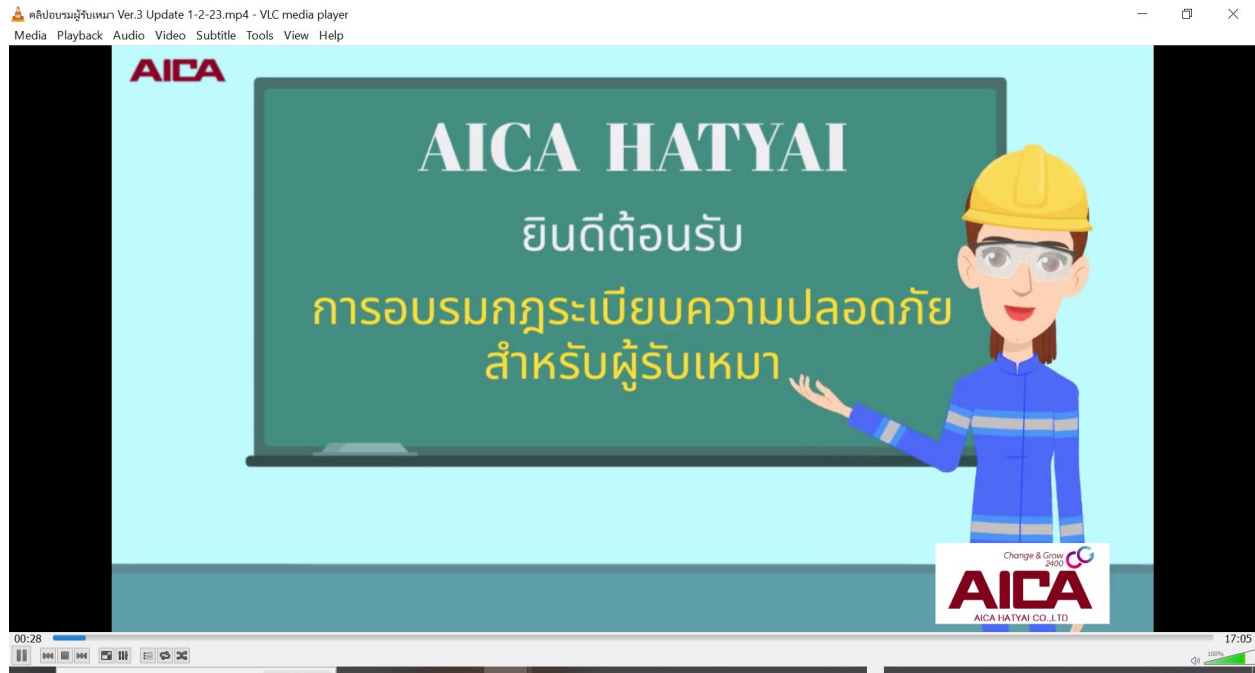 คลิปอบรมผู้รับเหมา Ver.3 Update 1-2-23.mp4 - VLC media player
Media Playback Audio Video Subtitle Tools View Help
AICA
AICA HATYAI
ยินดีต้อนรับ
การอบรมกฎระเบียบความปลอดภัย
สำหรับผู้รับเหมา
Change & Grow
2400
AICA
AICA HATYAI CO.,LTD
00:28
17:05
100%